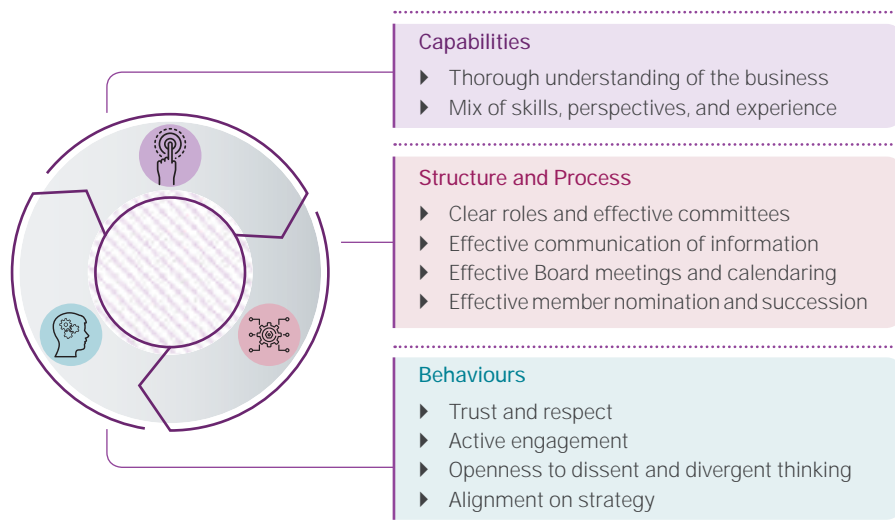 Capabilities
Thorough understanding of the business
Mix of skills, perspectives, and experience
Structure and Process
Clear roles and effective committees
Effective communication of information
Effective Board meetings and calendaring
Effective member nomination and succession
Behaviours
Trust and respect
Active engagement
Openness to dissent and divergent thinking
Alignment on strategy